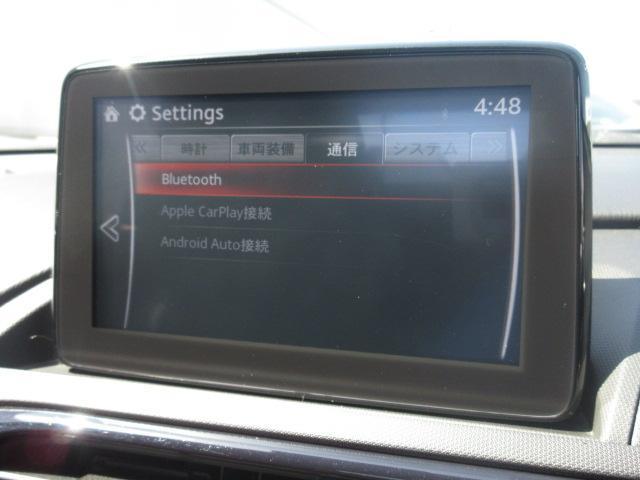 Settings 4:48
時計 車両装備 通信 システム
Bluetooth
Apple CarPlay接続
Android Auto接続